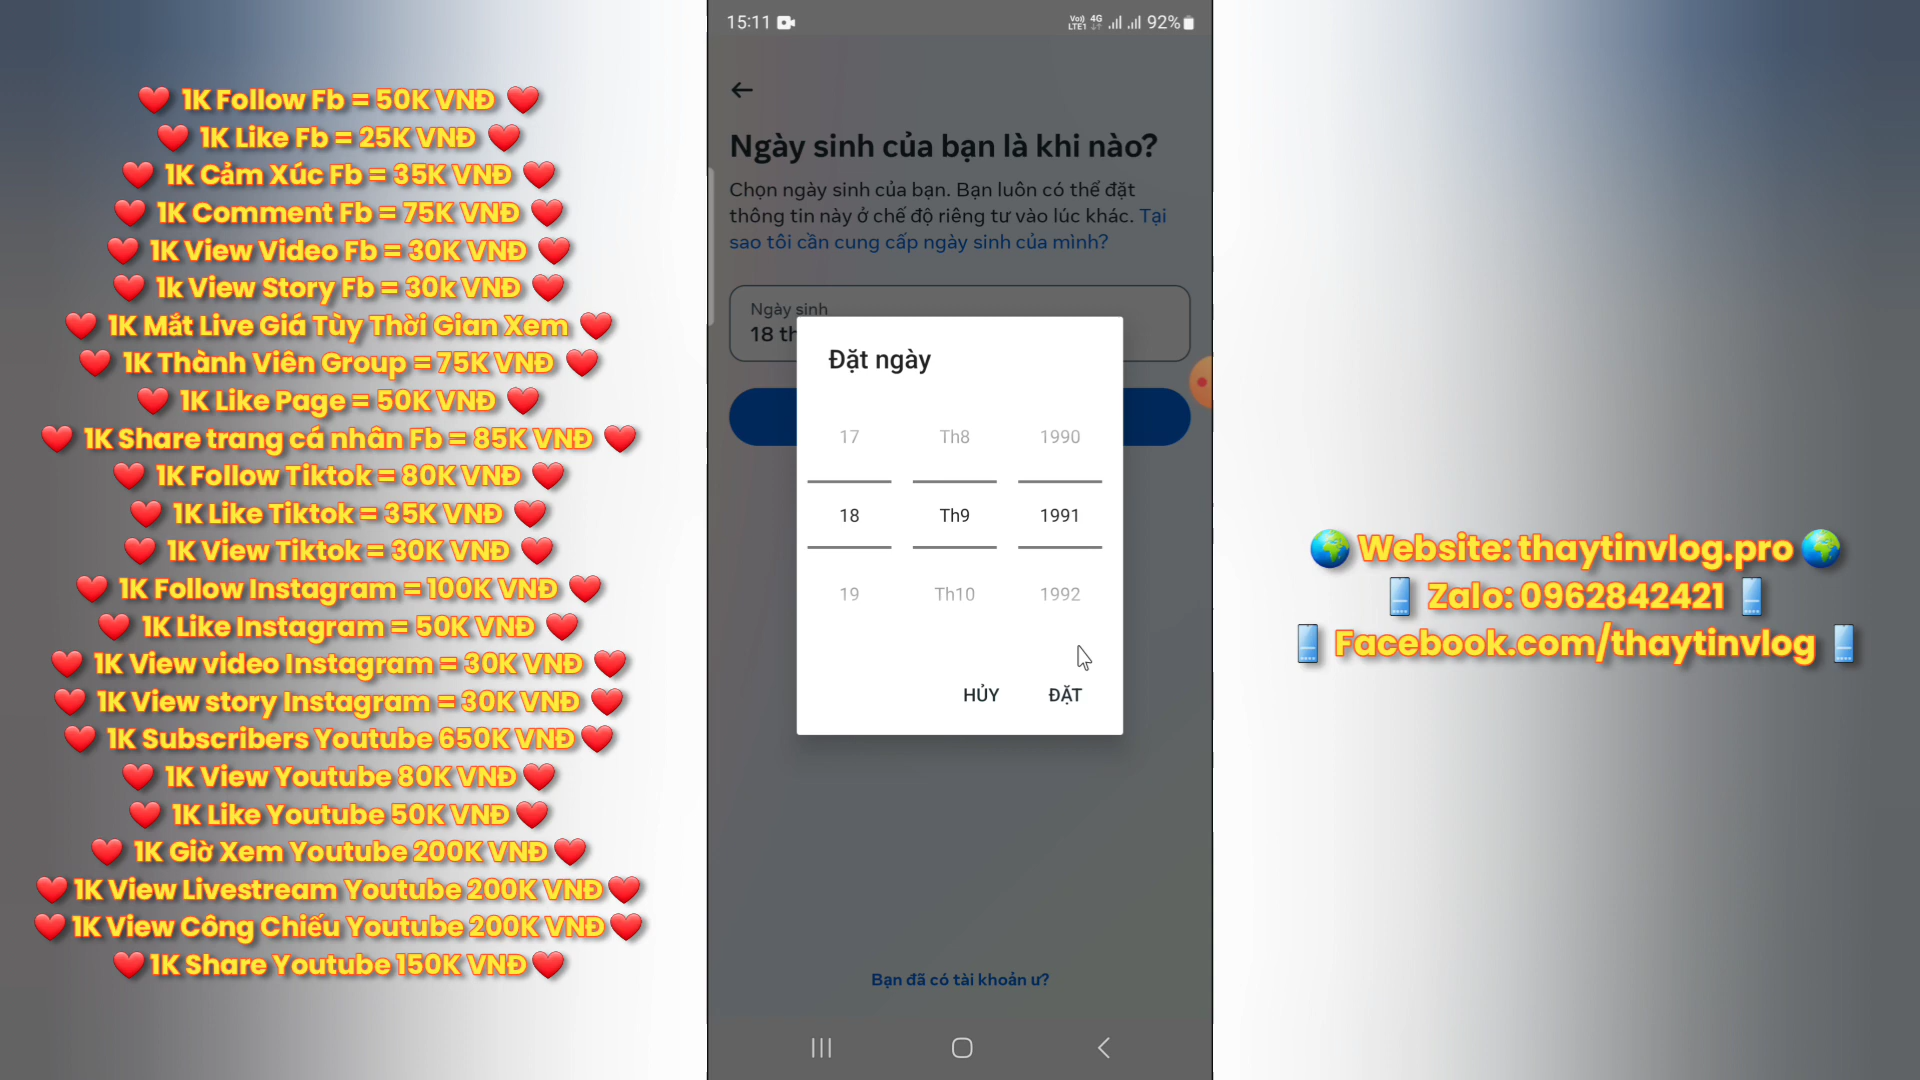 1K Follow Fb = 50K VNĐ
1K Like Fb = 25K VNĐ
1K Cảm Xúc Fb = 35K VNĐ
1K Comment Fb = 75K VNĐ
1K View Video Fb = 30K VNĐ
1k View Story Fb = 30k VNĐ
1K Mắt Live Giá Tùy Thời Gian Xem
1K Thành Viên Group = 75K VNĐ
1K Like Page = 50K VNĐ
1K Share trang cá nhân Fb = 85K VNĐ
1K Follow Tiktok = 80K VNĐ
1K Like Tiktok = 35K VNĐ
1K View Tiktok = 30K VNĐ
1K Follow Instagram = 100K VNĐ
1K Like Instagram = 50K VNĐ
1K View video Instagram = 30K VNĐ
1K View story Instagram = 30K VNĐ
1K Subscribers Youtube 650K VNĐ
1K View Youtube 80K VNĐ
1K Like Youtube 50K VNĐ
1K Giờ Xem Youtube 200K VNĐ
1K View Livestream Youtube 200K VNĐ
1K View Công Chiếu Youtube 200K VNĐ
1K Share Youtube 150K VNĐ
15:11 Vo)) LTE1 4G 92%
Ngày sinh của bạn là khi nào?
Chọn ngày sinh của bạn. Bạn luôn có thể đặt
thông tin này ở chế độ riêng tư vào lúc khác. Tại
sao tôi cần cung cấp ngày sinh của mình?
Ngày sinh
18 th
Đặt ngày
17 Th8 1990
18 Th9 1991
19 Th10 1992
HỦY ĐẶT
Bạn đã có tài khoản ư?
Website: thaytinvlog.pro
Zalo: 0962842421
Facebook.com/thaytinvlog